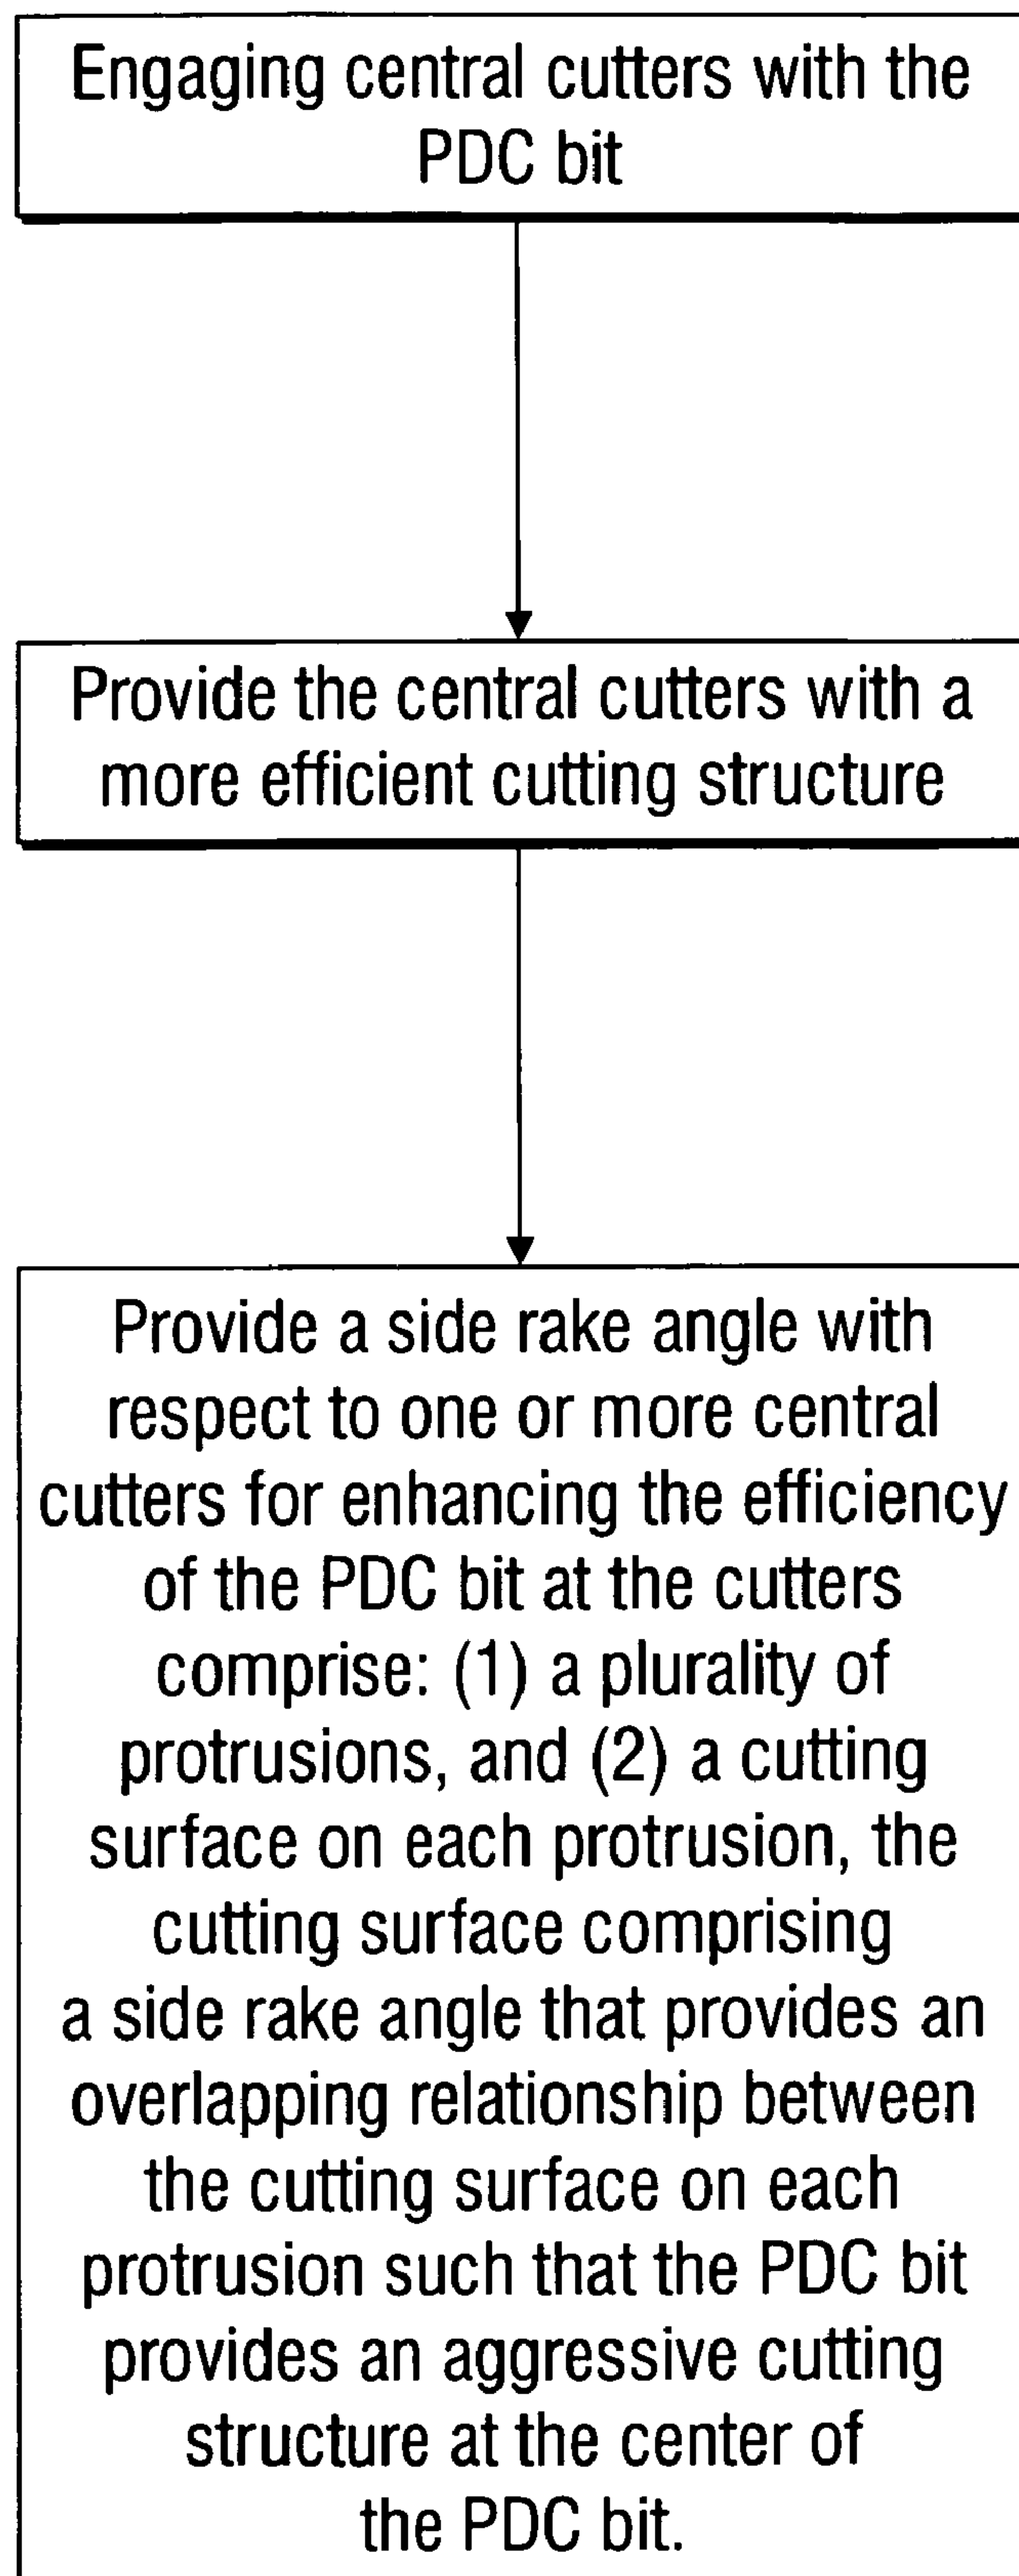 Engaging central cutters with the
PDC bit
Provide the central cutters with a
more efficient cutting structure
Provide a side rake angle with
respect to one or more central
cutters for enhancing the efficiency
of the PDC bit at the cutters
comprise: (1) a plurality of
protrusions, and (2) a cutting
surface on each protrusion, the
cutting surface comprising
a side rake angle that provides an
overlapping relationship between
the cutting surface on each
protrusion such that the PDC bit
provides an aggressive cutting
structure at the center of
the PDC bit.